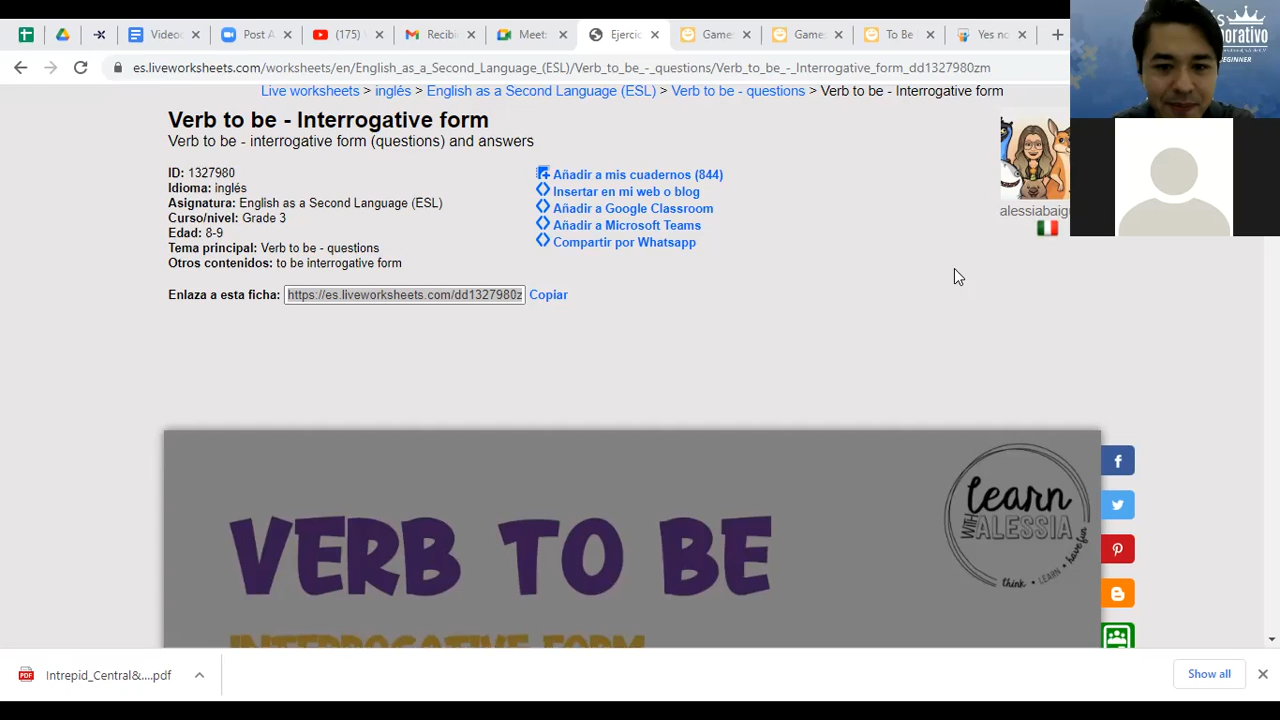 Video
Post A
(175)
Recibi
Meet:
Ejercic
Game
Game
To Be
Yes no
es.liveworksheets.com/worksheets/en/English_as_a_Second_Language_(ESL)/Verb_to_be_-_questions/Verb_to_be_-_Interrogative_form_dd1327980zm
Live worksheets > inglés > English as a Second Language (ESL) > Verb to be - questions > Verb to be - Interrogative form
Verb to be - Interrogative form
Verb to be - interrogative form (questions) and answers
ID: 1327980
Idioma: inglés
Asignatura: English as a Second Language (ESL)
Curso/nivel: Grade 3
Edad: 8-9
Tema principal: Verb to be - questions
Otros contenidos: to be interrogative form
Añadir a mis cuadernos (844)
Insertar en mi web o blog
Añadir a Google Classroom
Añadir a Microsoft Teams
Compartir por Whatsapp
Enlaza a esta ficha: https://es.liveworksheets.com/dd1327980z Copiar
alessiabaig
orativo
BEGINNER
VERB TO BE
INTERROGATIVE FORM
learn
WITH ALESSIA
think • LEARN • have fun
Intrepid_Central&....pdf
Show all